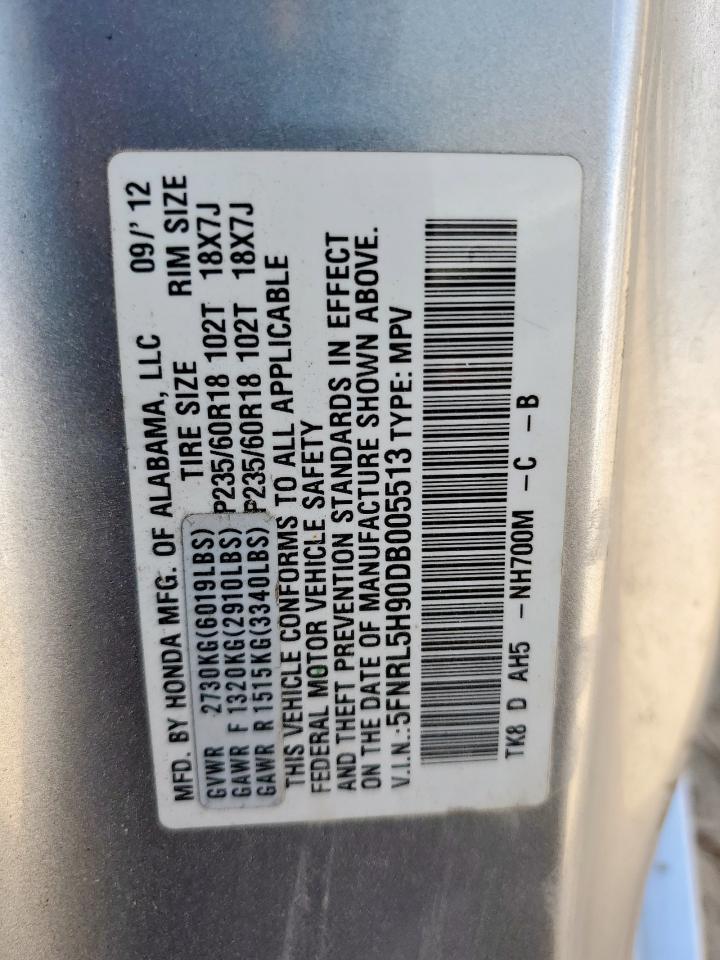 MFD. BY HONDA MFG. OF ALABAMA, LLC 09/'12
TIRE SIZE RIM SIZE
GVWR 2730KG(6019LBS)
GAWR F 1320KG(2910LBS) P235/60R18 102T 18X7J
GAWR R 1515KG(3340LBS) P235/60R18 102T 18X7J
THIS VEHICLE CONFORMS TO ALL APPLICABLE
FEDERAL MOTOR VEHICLE SAFETY
AND THEFT PREVENTION STANDARDS IN EFFECT
ON THE DATE OF MANUFACTURE SHOWN ABOVE.
V.I.N.:5FNRL5H90DB005513 TYPE: MPV
TK8 D AH5 -NH700M -C -B